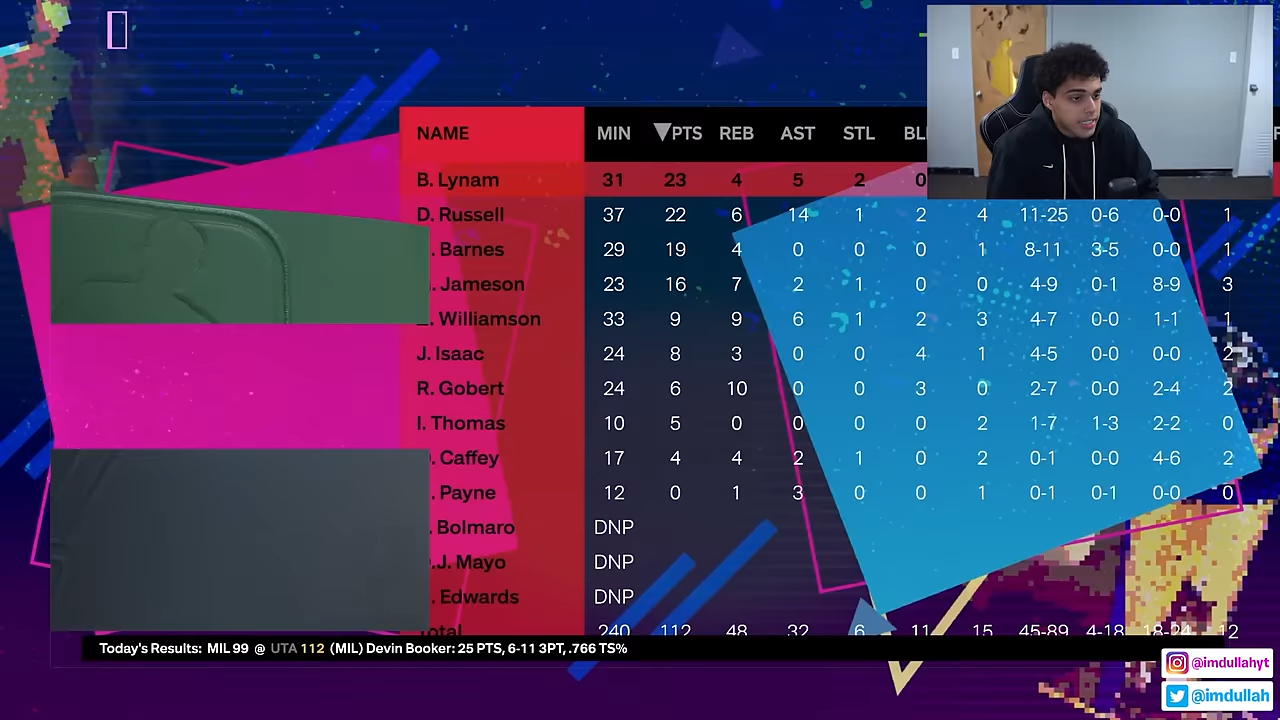 NAME MIN ▼PTS REB AST STL BL
B. Lynam 31 23 4 5 2 0
D. Russell 37 22 6 14 1 2 4 11-25 0-6 0-0 1
. Barnes 29 19 4 0 0 0 1 8-11 3-5 0-0 1
. Jameson 23 16 7 2 1 0 0 4-9 0-1 8-9 3
. Williamson 33 9 9 6 1 2 3 4-7 0-0 1-1 1
J. Isaac 24 8 3 0 0 4 1 4-5 0-0 0-0 2
R. Gobert 24 6 10 0 0 3 0 2-7 0-0 2-4 2
I. Thomas 10 5 0 0 0 0 2 1-7 1-3 2-2 0
. Caffey 17 4 4 2 1 0 2 0-1 0-0 4-6 2
. Payne 12 0 1 3 0 0 1 0-1 0-1 0-0 0
. Bolmaro DNP
.J. Mayo DNP
. Edwards DNP
Total 240 112 48 32 6 11 15 45-89 4-18 18-24 12
Today's Results: MIL 99 @ UTA 112 (MIL) Devin Booker: 25 PTS, 6-11 3PT, .766 TS%
@imdullahyt
@imdullah